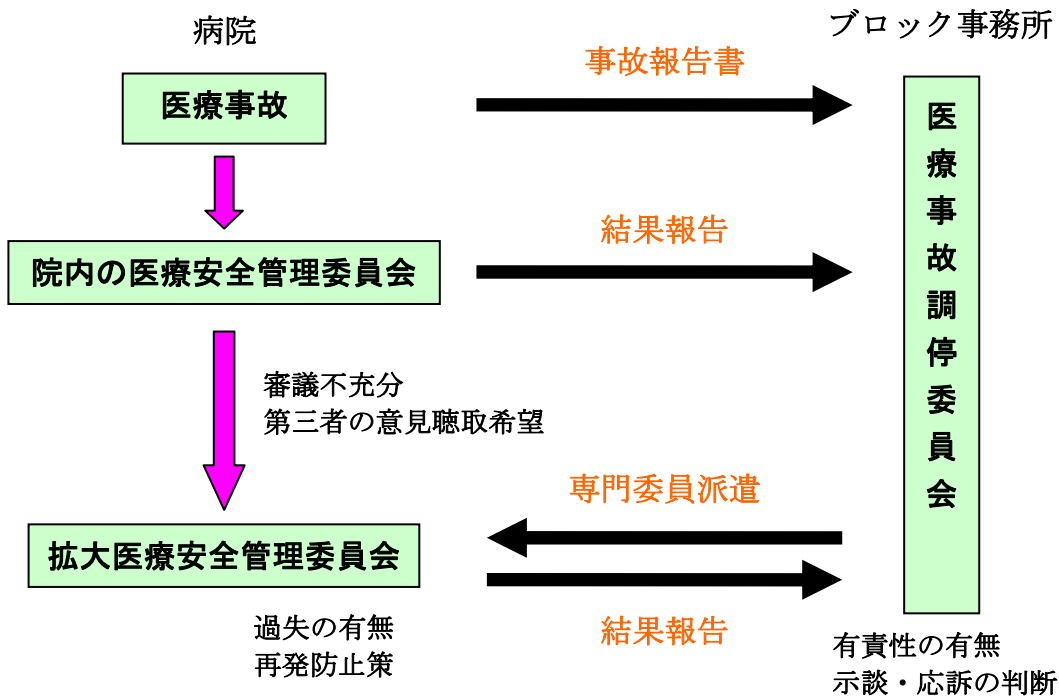 病院
ブロック事務所
事故報告書
医療事故
医療事故調停委員会
結果報告
院内の医療安全管理委員会
審議不充分
第三者の意見聴取希望
専門委員派遣
拡大医療安全管理委員会
結果報告
過失の有無
再発防止策
有責性の有無
示談・応訴の判断